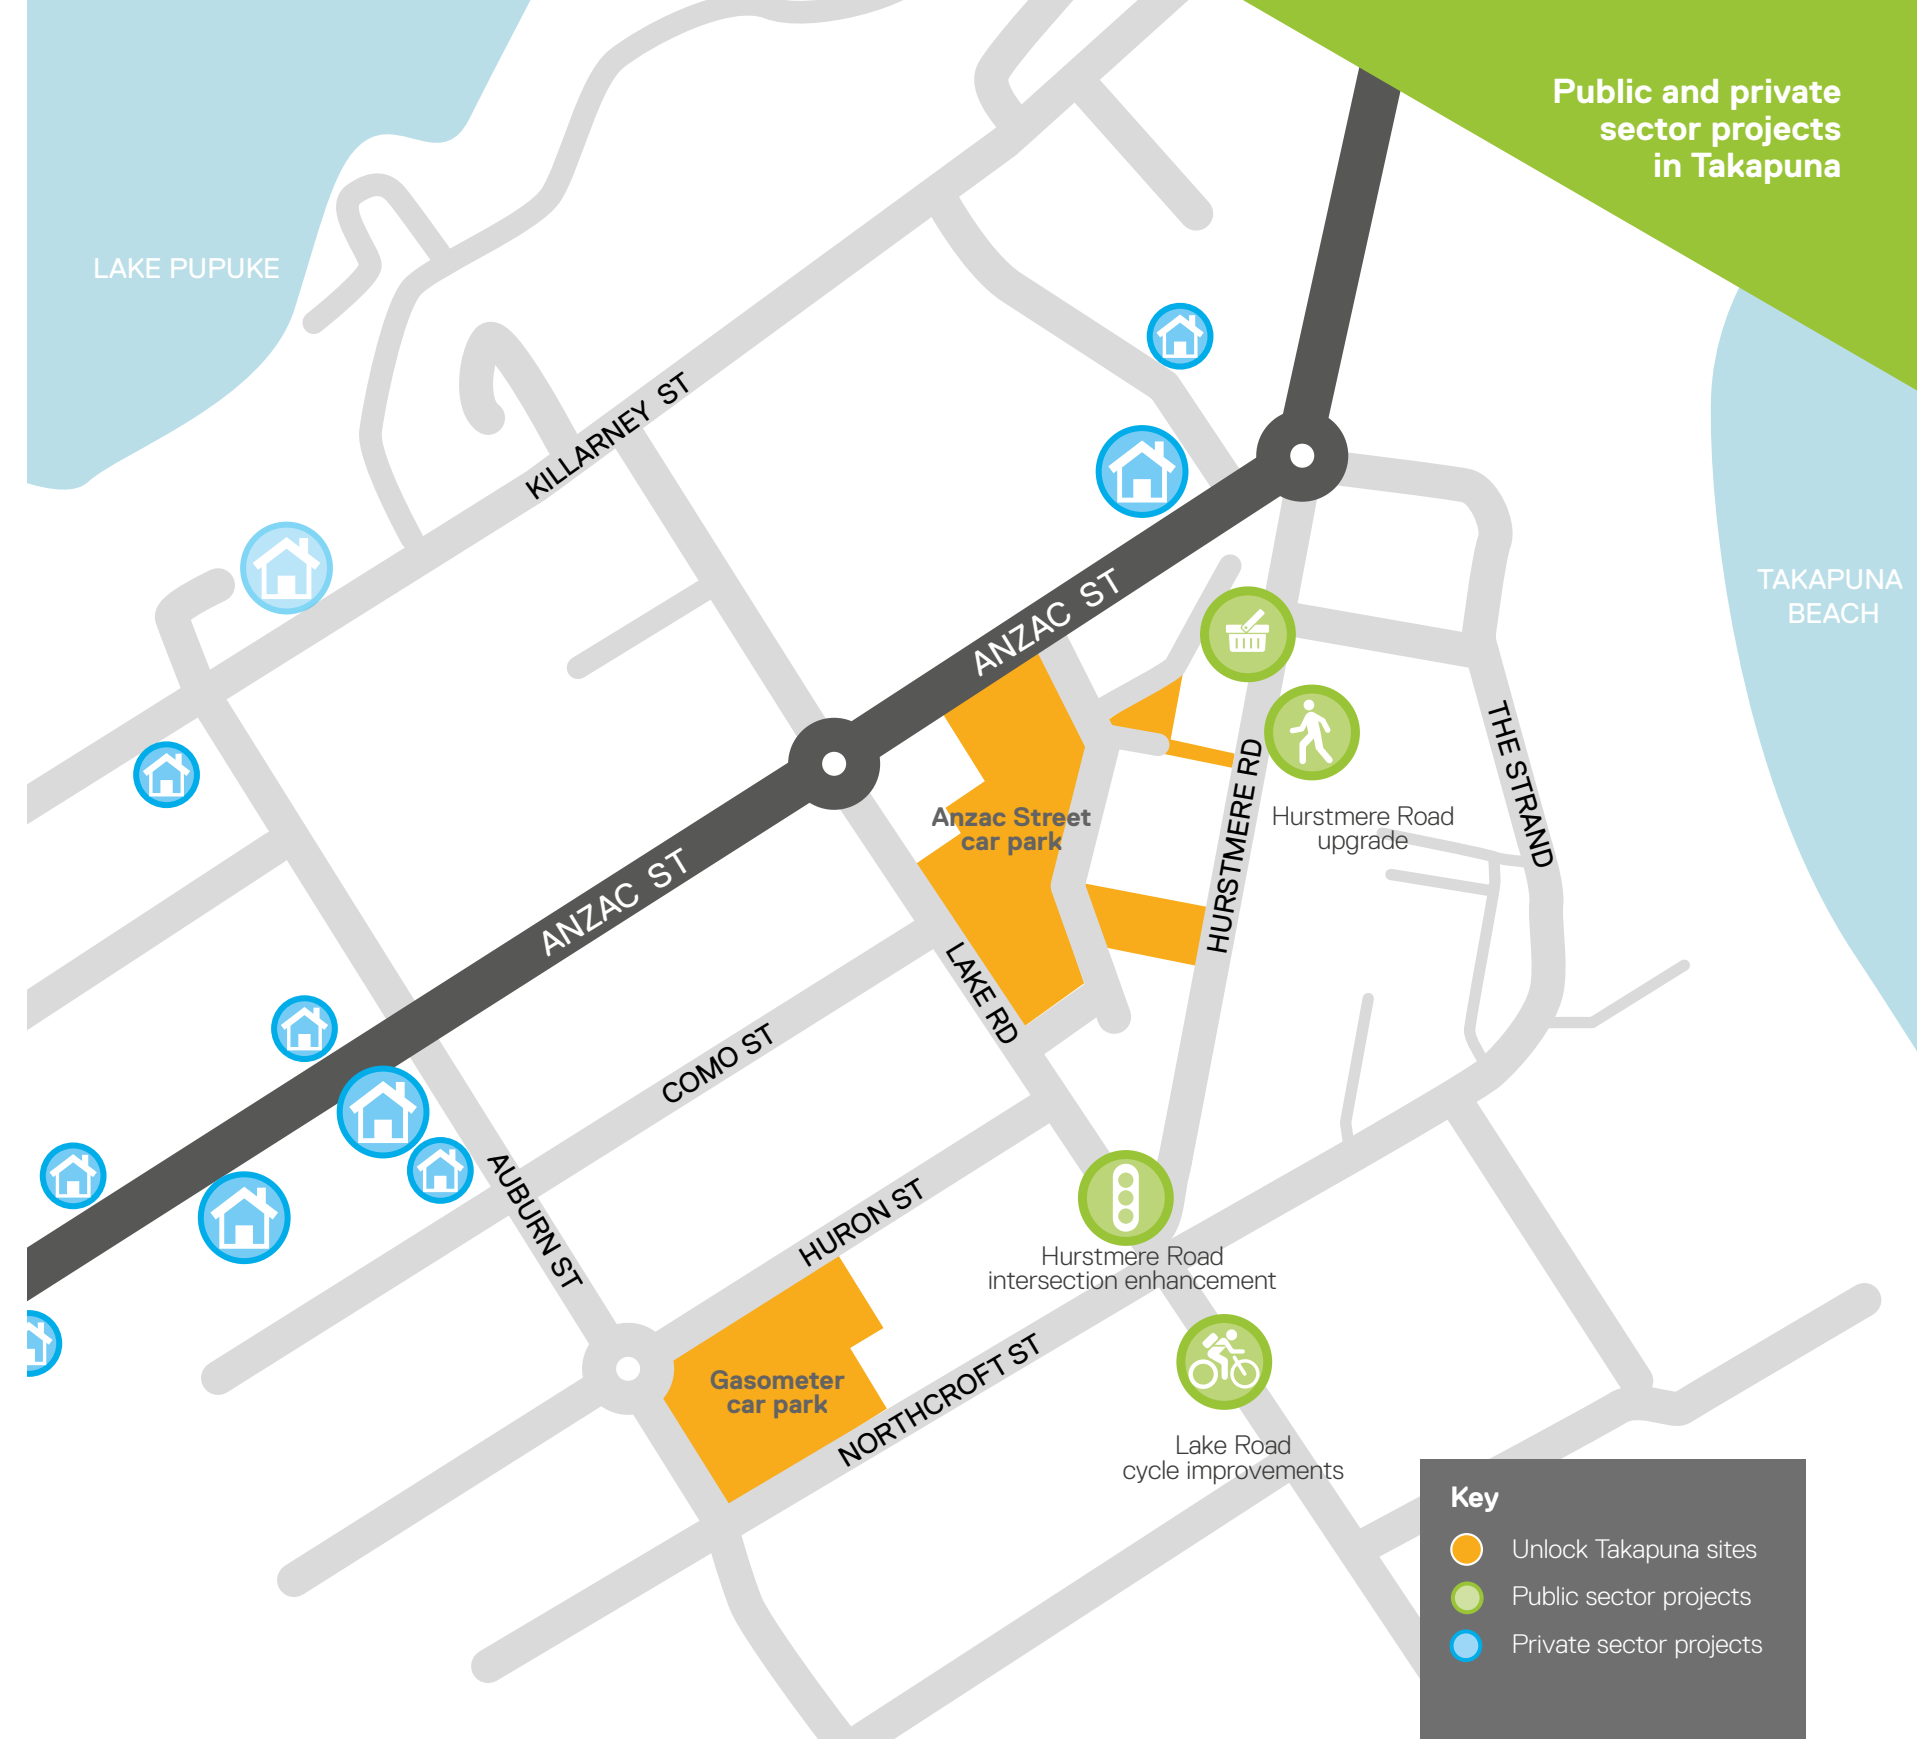 Public and private
sector projects
in Takapuna
LAKE PUPUKE
KILLARNEY ST
TAKAPUNA
BEACH
ANZAC ST
THE STRAND
HURSTMERE RD
Anzac Street
car park
Hurstmere Road
upgrade
ANZAC ST
LAKE RD
COMO ST
AUBURN ST
HURON ST
Hurstmere Road
intersection enhancement
Gasometer
car park
NORTHCROFT ST
Lake Road
cycle improvements
Key
Unlock Takapuna sites
Public sector projects
Private sector projects